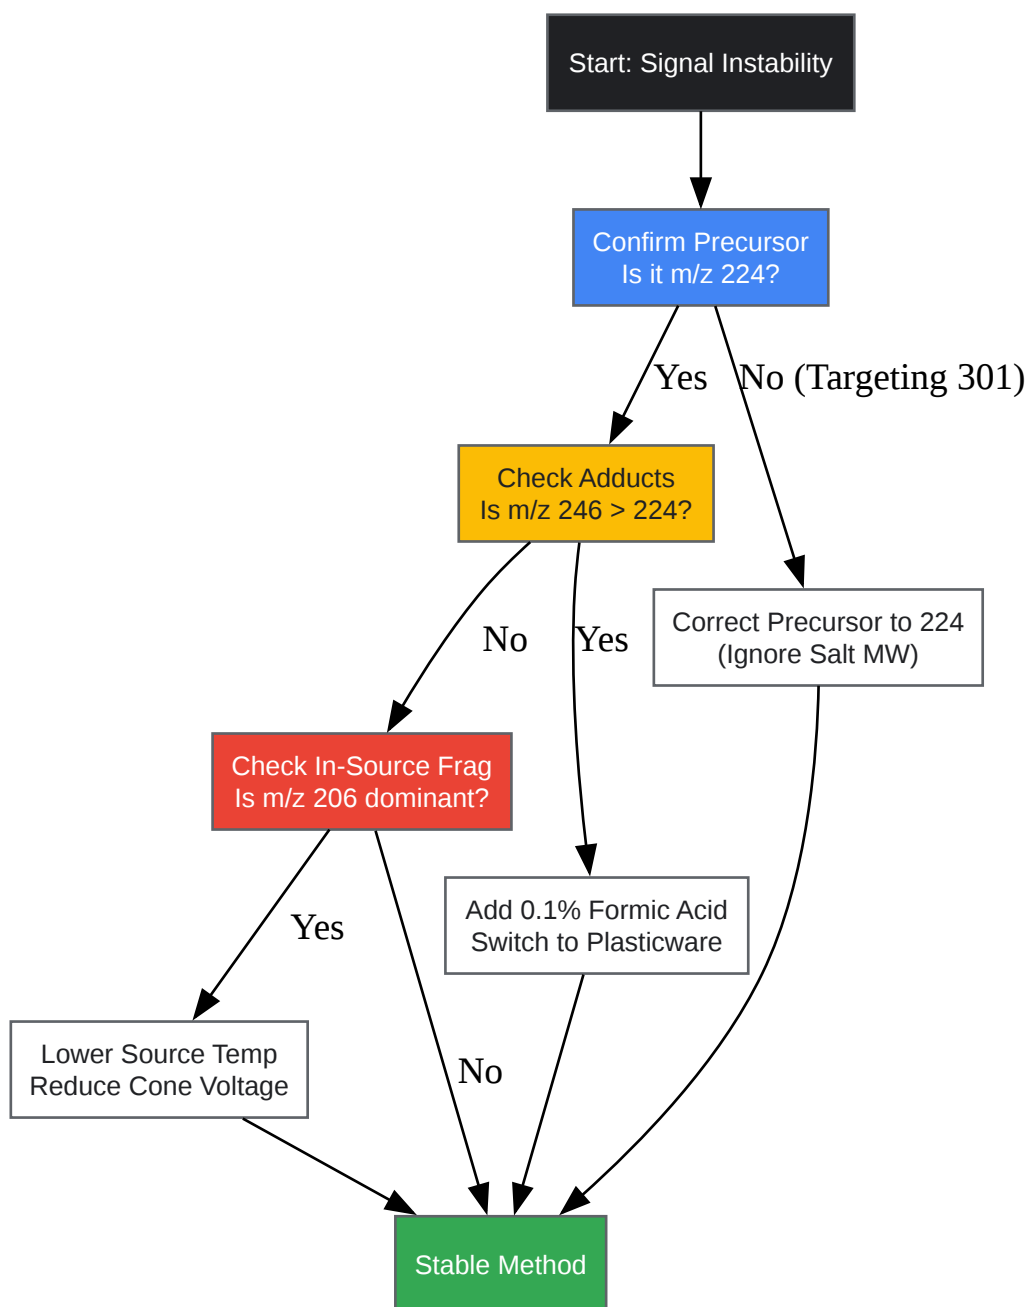 Start: Signal Instability
Confirm Precursor
Is it m/z 224?
Yes
No (Targeting 301)
Check Adducts
Is m/z 246 > 224?
No
Yes
Correct Precursor to 224
(Ignore Salt MW)
Check In-Source Frag
Is m/z 206 dominant?
Yes
No
Add 0.1% Formic Acid
Switch to Plasticware
Lower Source Temp
Reduce Cone Voltage
Stable Method